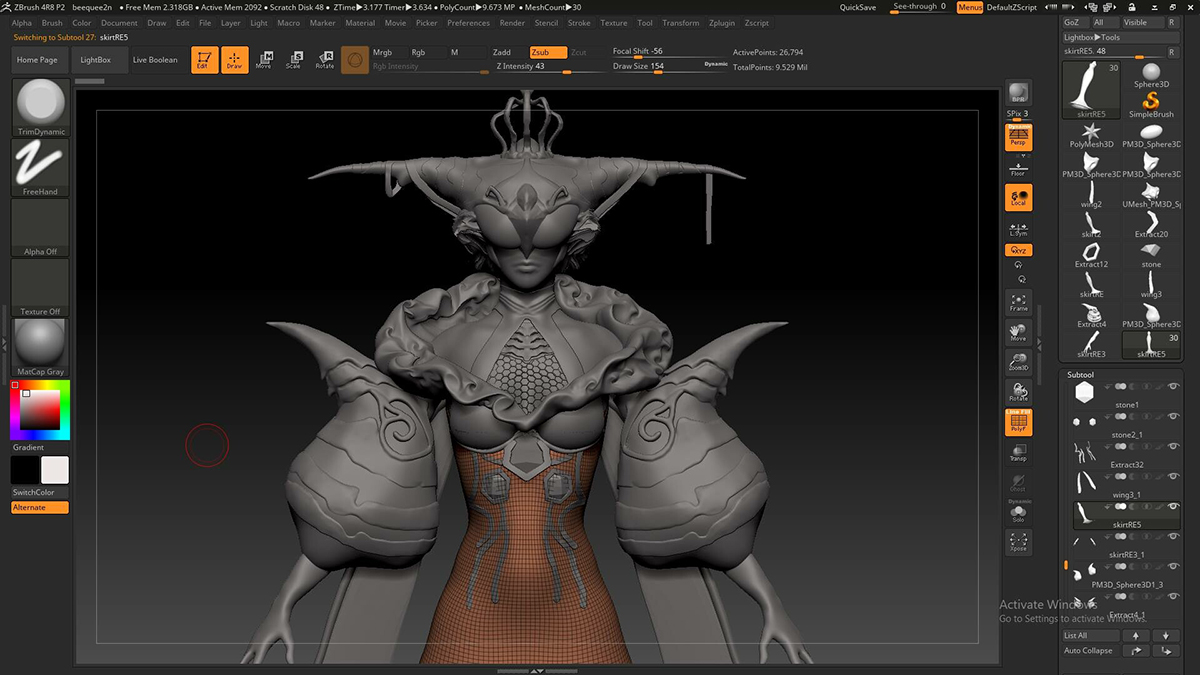 ZBrush 4R8 P2 beequee2n • Free Mem 2.318GB • Active Mem 2092 • Scratch Disk 48 • ZTime▶3.177 Timer▶3.634 • PolyCount▶9.673 MP • MeshCount▶30 QuickSave See-through 0 Menus DefaultZScript
Alpha Brush Color Document Draw Edit File Layer Light Macro Marker Material Movie Picker Preferences Render Stencil Stroke Texture Tool Transform Zplugin Zscript
Switching to Subtool 27: skirtRE5
Home Page LightBox Live Boolean
Edit Draw Move Scale Rotate
Mrgb Rgb M
Rgb Intensity
Zadd Zsub Zcut
Z Intensity 43
Focal Shift -56
Draw Size 154 Dynamic
ActivePoints: 26,794
TotalPoints: 9.529 Mil
TrimDynamic
FreeHand
Alpha Off
Texture Off
MatCap Gray
Gradient
SwitchColor
Alternate
BPR
SPix 3
Dynamic
Persp
Floor
Local
L.Sym
XYZ
Frame
Move
Zoom3D
Rotate
Line Fill
PolyF
Transp
Ghost
Dynamic
Solo
Xpose
GoZ All Visible R
Lightbox▶Tools
skirtRE5. 48 R
30
skirtRE5
Sphere3D
SimpleBrush
PolyMesh3D PM3D_Sphere3D
PM3D_Sphere3D PM3D_Sphere3D
wing2 UMesh_PM3D_Sp
skirt2 Extract20
Extract12 stone
skirtRE wing3
Extract4 PM3D_Sphere3D
30
skirtRE3 skirtRE5
Subtool
stone1
stone2_1
Extract32
wing3_1
skirtRE5
skirtRE3_1
PM3D_Sphere3D1_3
Extract4_1
Activate Windows
Go to Settings to activate Windows.
List All
Auto Collapse